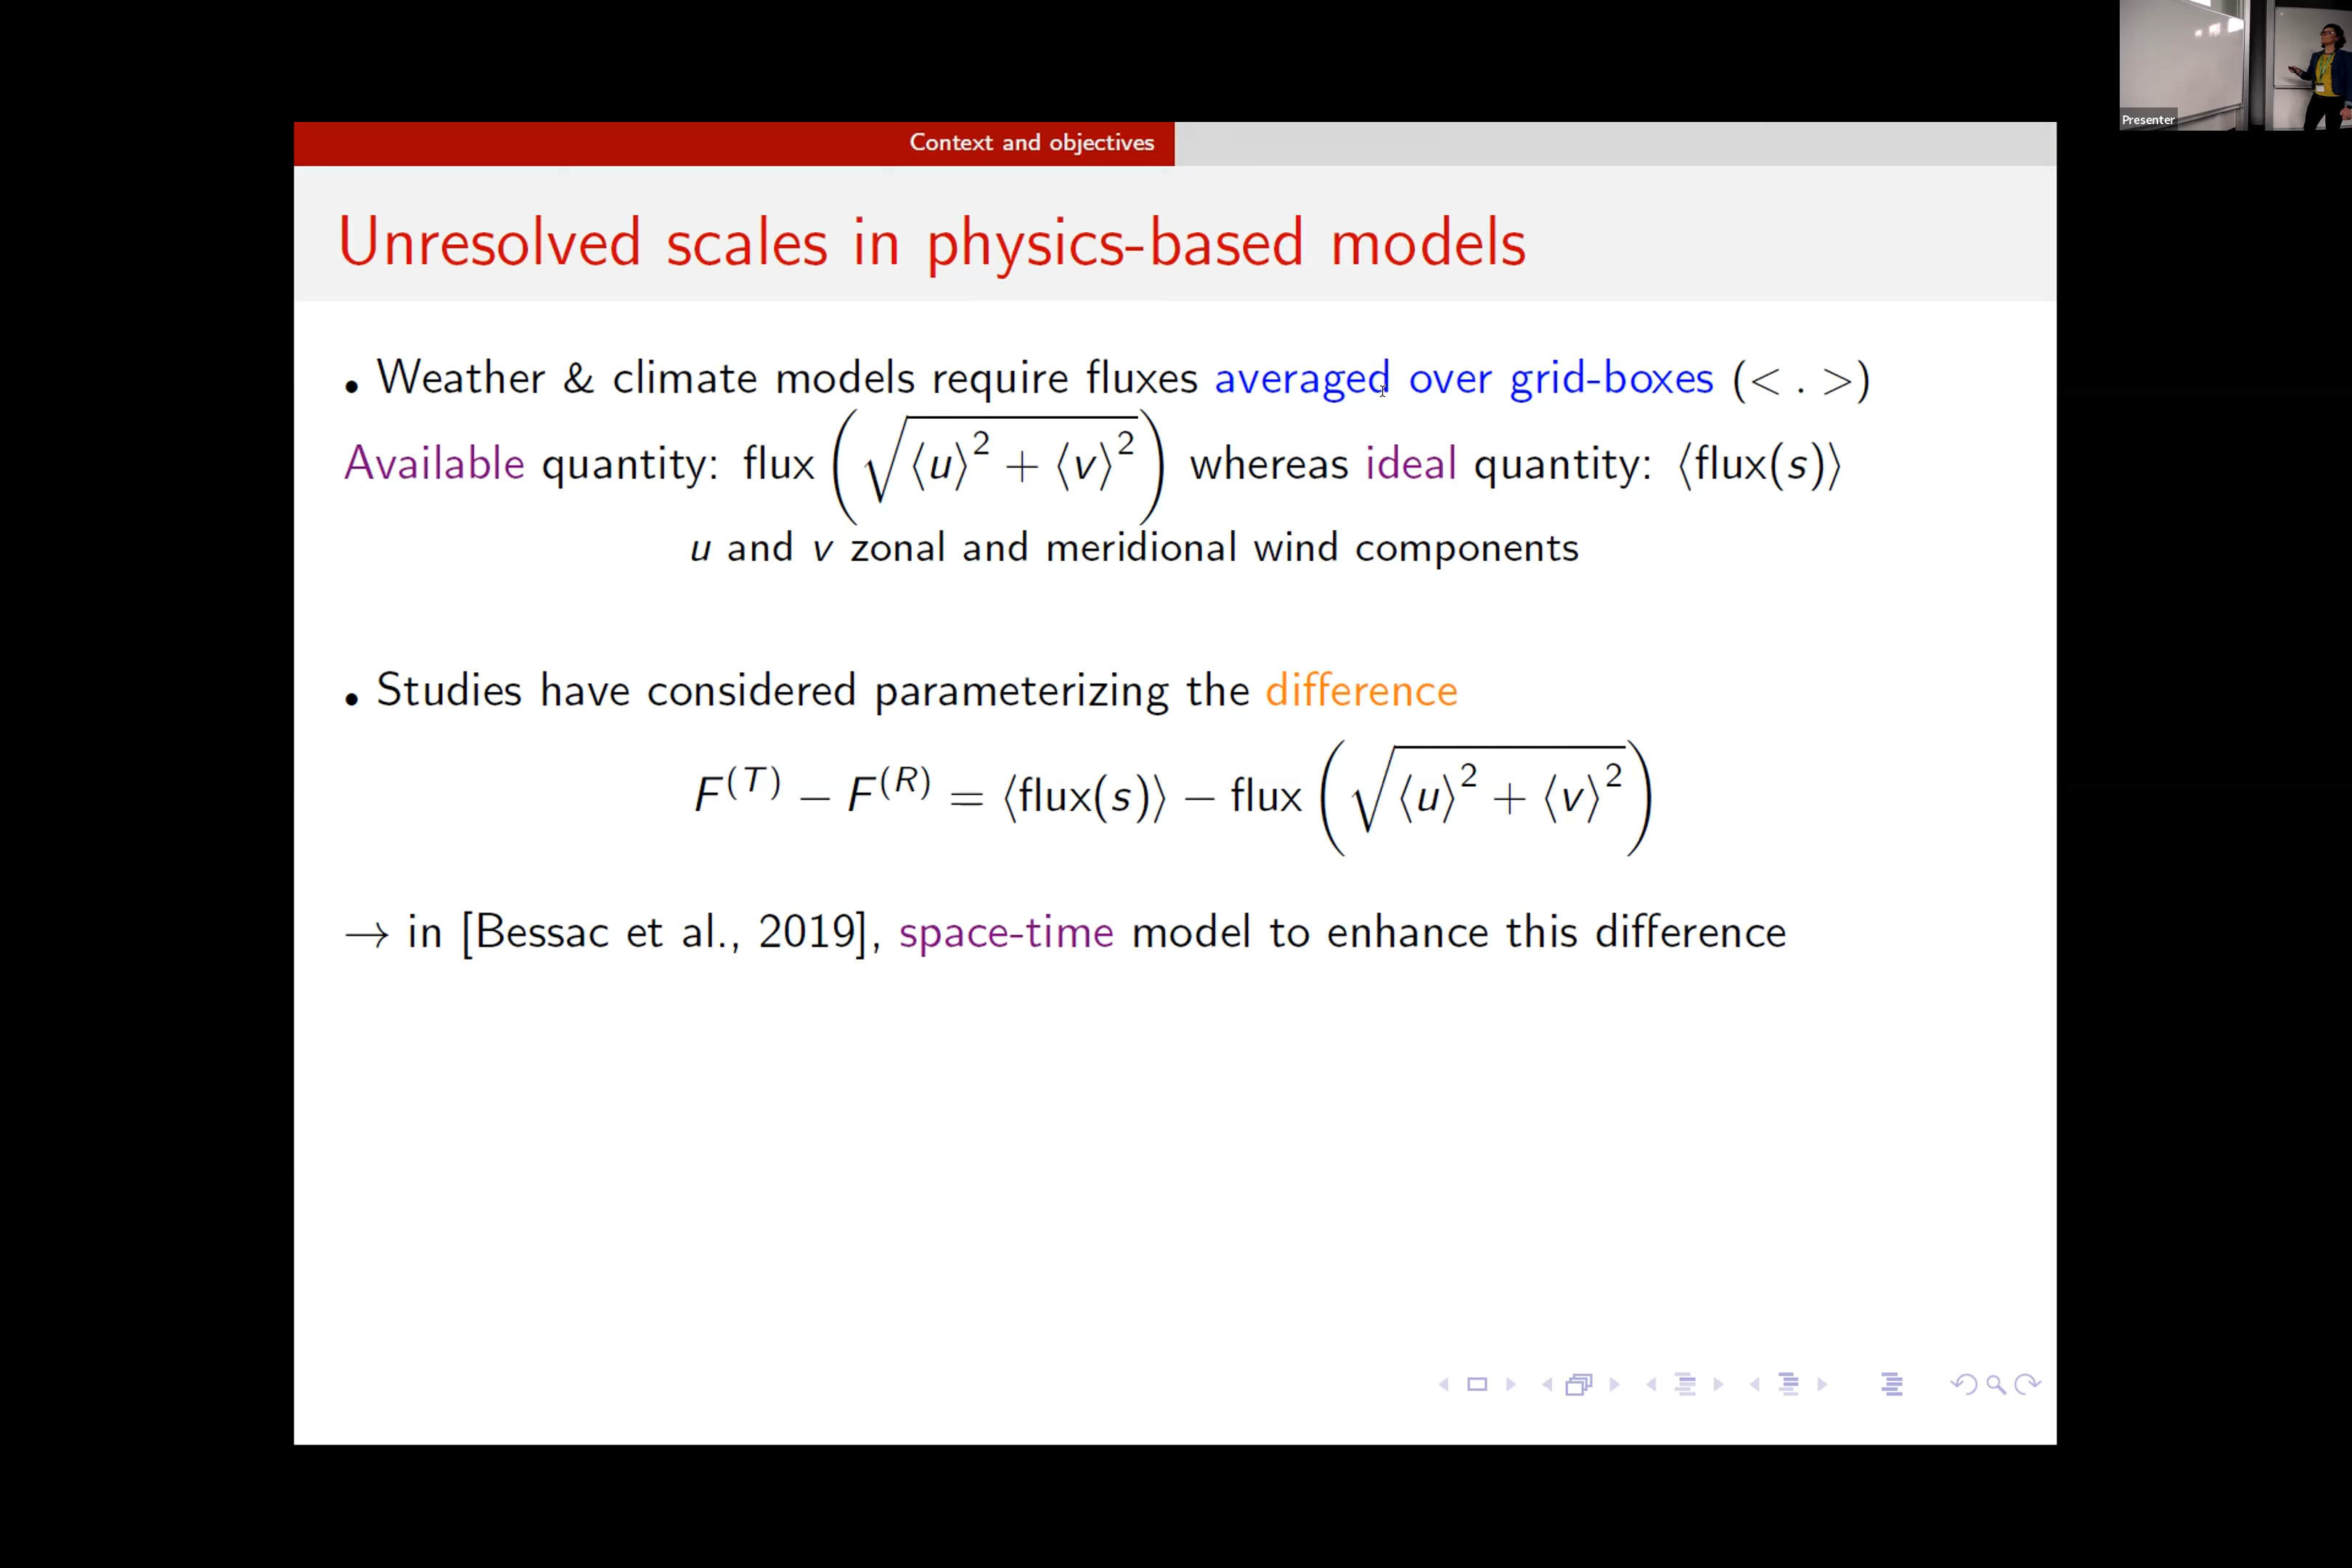 Presenter
Context and objectives
Unresolved scales in physics-based models
• Weather & climate models require fluxes averaged over grid-boxes (< . >)
Available quantity: flux (√(⟨u⟩² + ⟨v⟩²)) whereas ideal quantity: ⟨flux(s)⟩
u and v zonal and meridional wind components
• Studies have considered parameterizing the difference
F^(T) − F^(R) = ⟨flux(s)⟩ − flux (√(⟨u⟩² + ⟨v⟩²))
→ in [Bessac et al., 2019], space-time model to enhance this difference